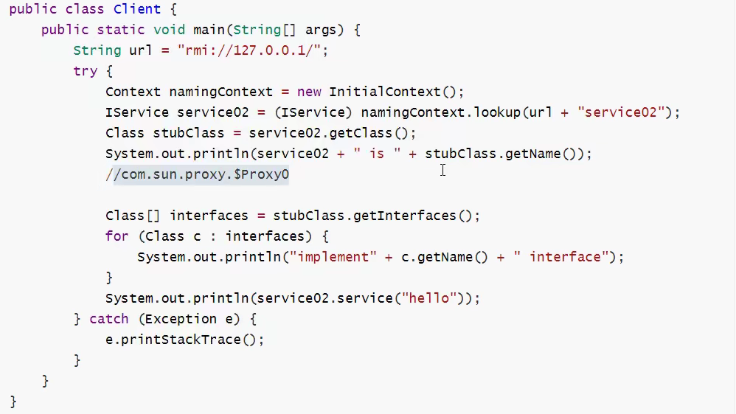 public class Client {
    public static void main(String[] args) {
        String url = "rmi://127.0.0.1/";
        try {
            Context namingContext = new InitialContext();
            IService service02 = (IService) namingContext.lookup(url + "service02");
            Class stubClass = service02.getClass();
            System.out.println(service02 + " is " + stubClass.getName());
            //com.sun.proxy.$Proxy0

            Class[] interfaces = stubClass.getInterfaces();
            for (Class c : interfaces) {
                System.out.println("implement" + c.getName() + " interface");
            }
            System.out.println(service02.service("hello"));
        } catch (Exception e) {
            e.printStackTrace();
        }
    }
}